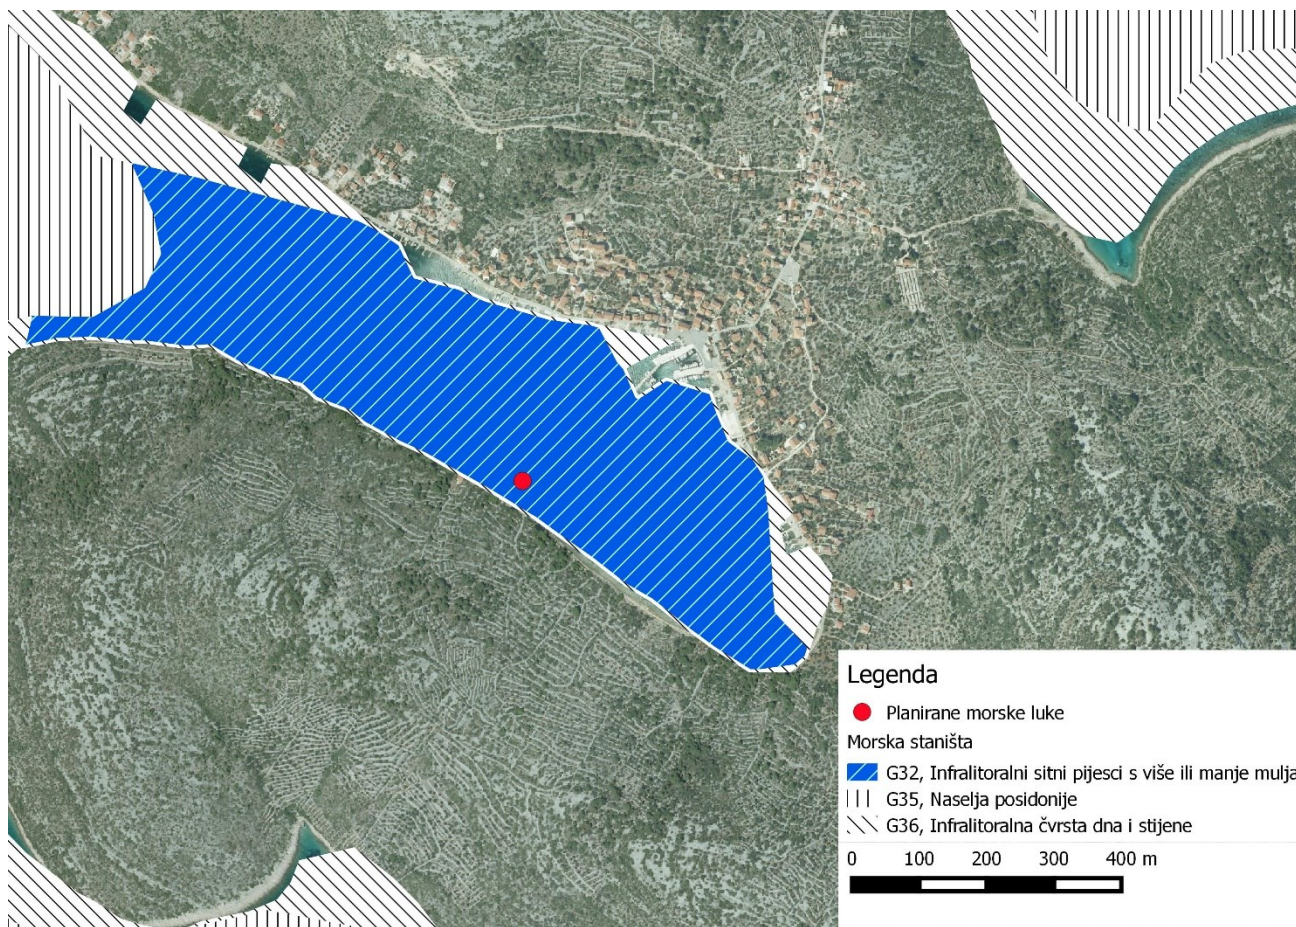 Legenda
Planirane morske luke
Morska staništa
G32, Infralitoralni sitni pijesci s više ili manje mulja
G35, Naselja posidonije
G36, Infralitoralna čvrsta dna i stijene
0 100 200 300 400 m